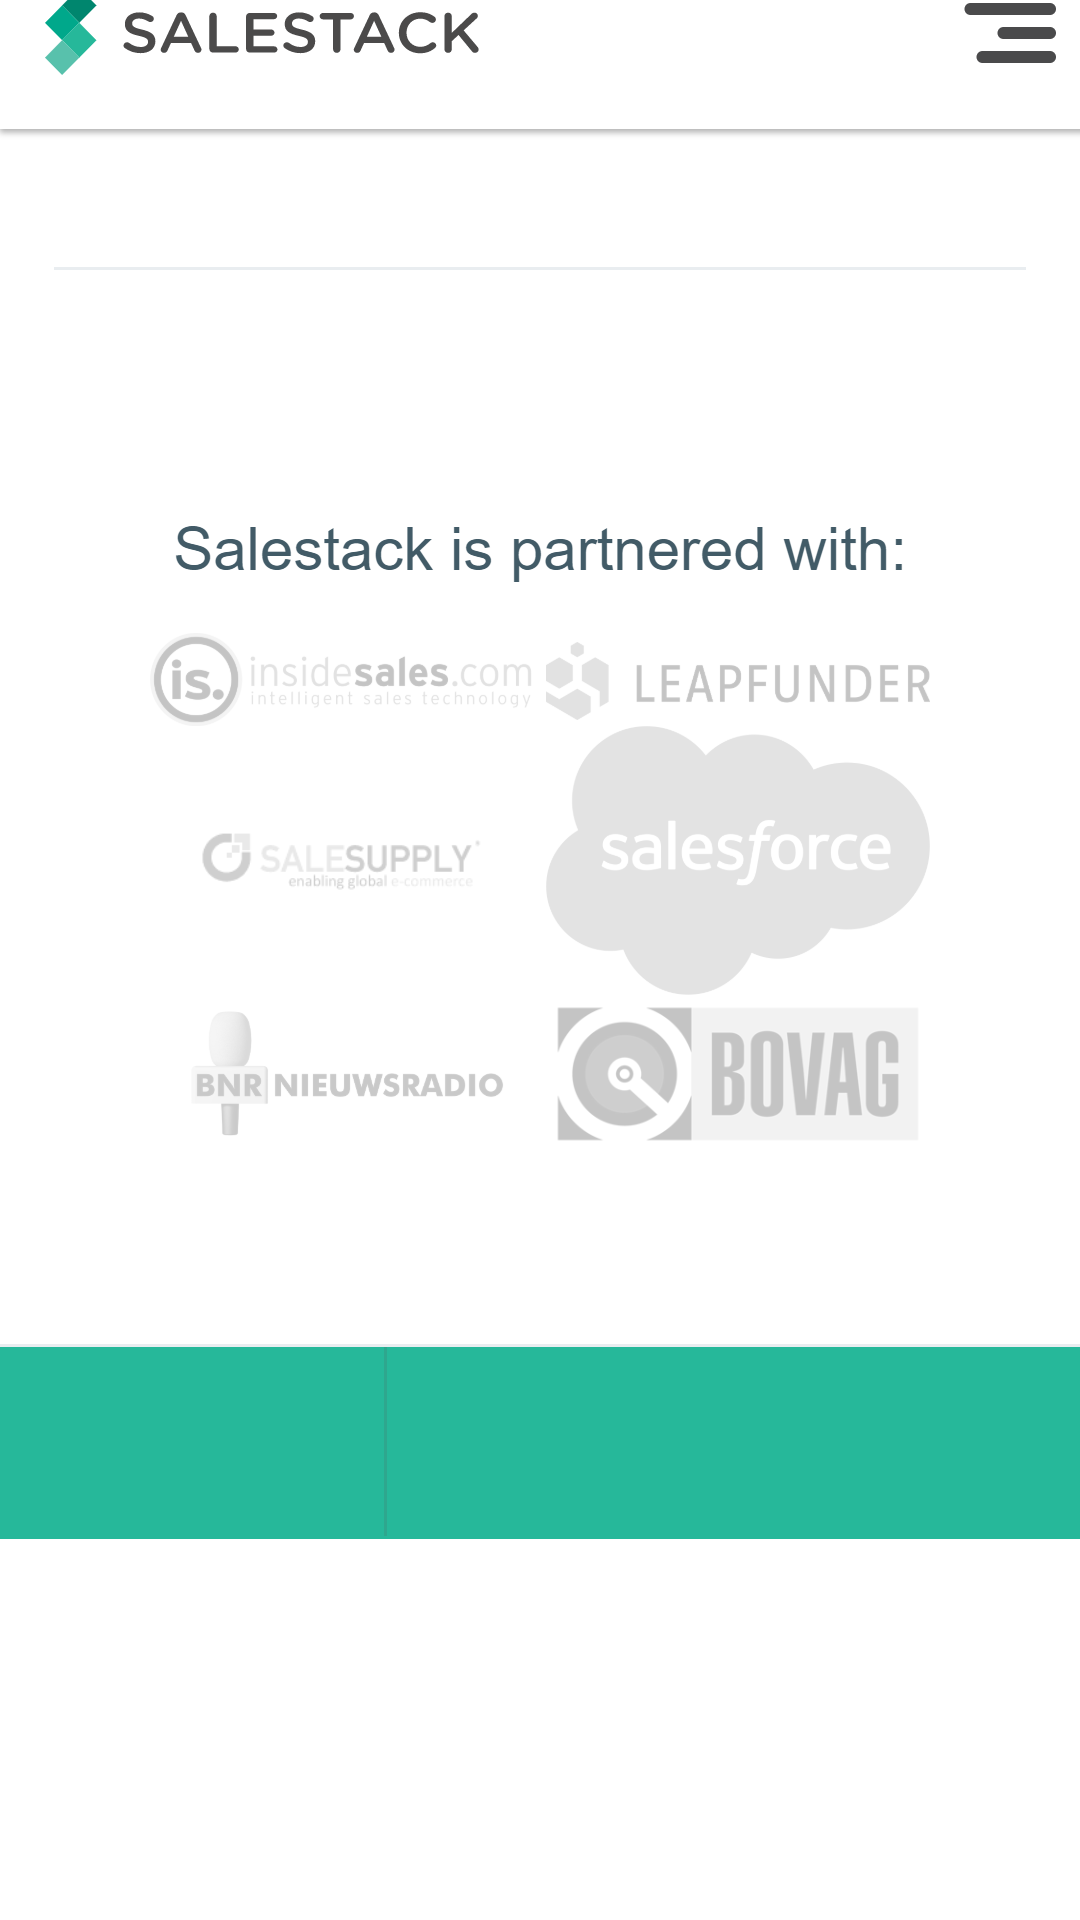 SALESTACK
Salestack is partnered with:
is. insidesales.com
intelligent sales technology
LEAPFUNDER
SALESUPPLY
enabling global e-commerce
salesforce
BNR NIEUWSRADIO
BOVAG